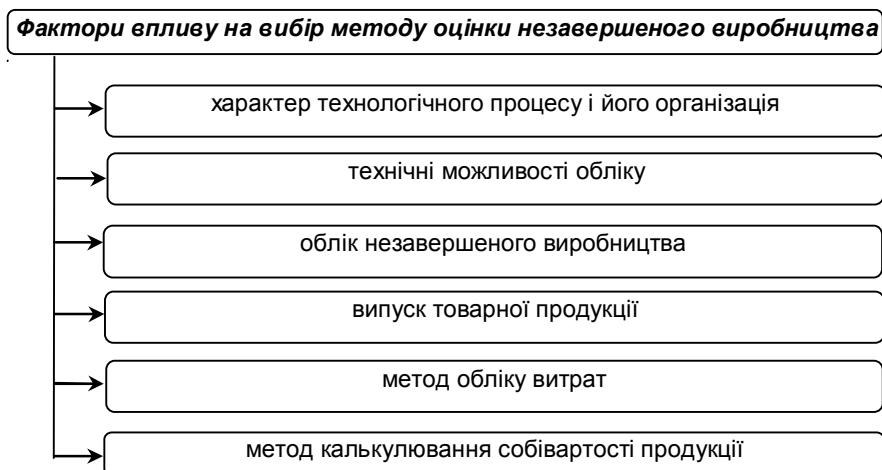 Фактори впливу на вибір методу оцінки незавершеного виробництва
характер технологічного процесу і його організація
технічні можливості обліку
облік незавершеного виробництва
випуск товарної продукції
метод обліку витрат
метод калькулювання собівартості продукції